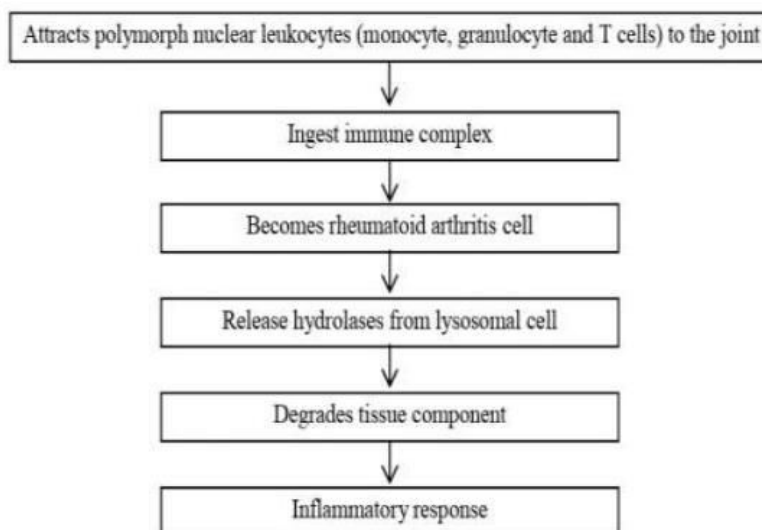 Attracts polymorph nuclear leukocytes (monocyte, granulocyte and T cells) to the joint
Ingest immune complex
Becomes rheumatoid arthritis cell
Release hydrolases from lysosomal cell
Degrades tissue component
Inflammatory response